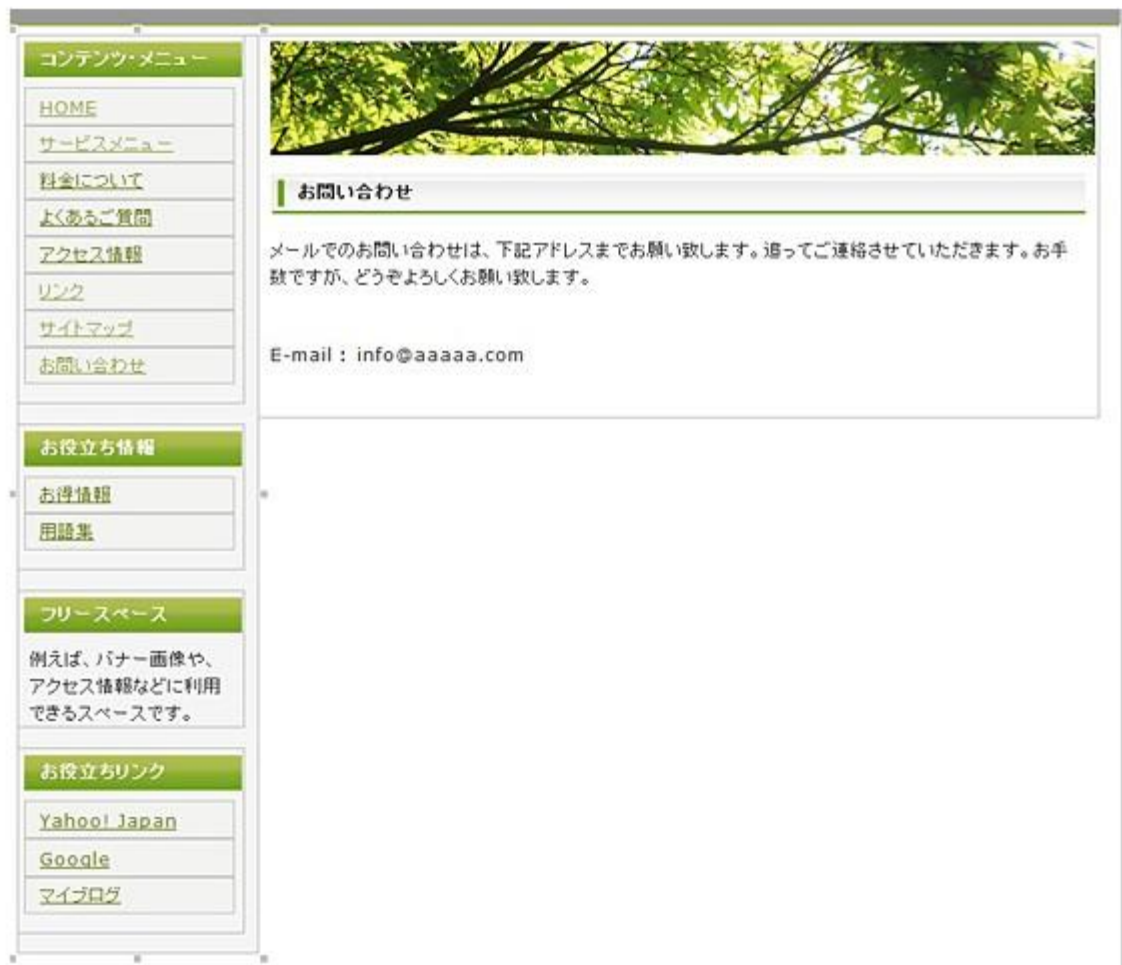 コンテンツ・メニュー
HOME
サービスメニュー
料金について
よくあるご質問
アクセス情報
リンク
サイトマップ
お問い合わせ
お役立ち情報
お得情報
用語集
フリースペース
例えば、バナー画像や、
アクセス情報などに利用
できるスペースです。
お役立ちリンク
Yahoo! Japan
Google
マイブログ
お問い合わせ
メールでのお問い合わせは、下記アドレスまでお願い致します。追ってご連絡させていただきます。お手
数ですが、どうぞよろしくお願い致します。
E-mail : info@aaaaa.com